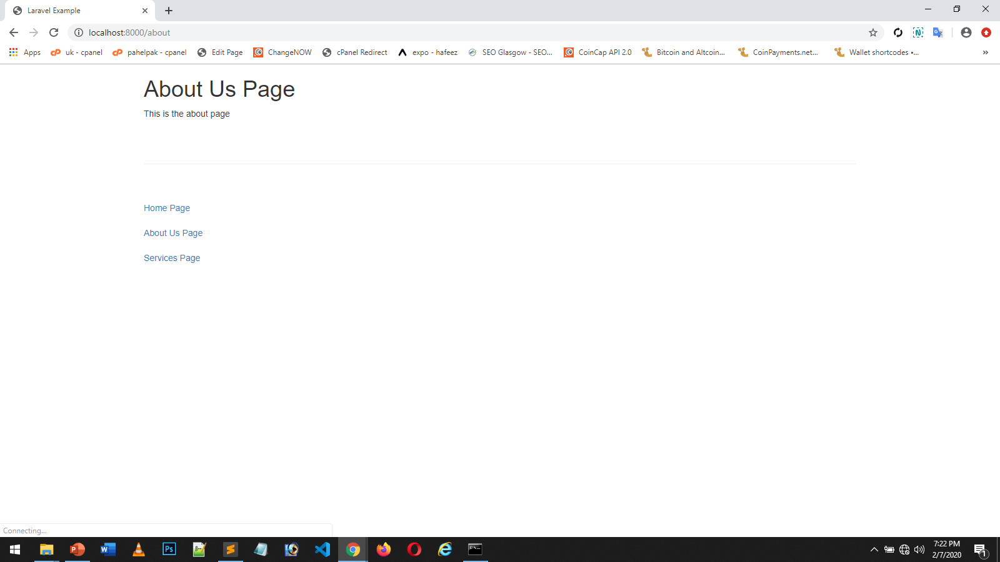 Laravel Example
localhost:8000/about
Apps uk - cpanel pahelpak - cpanel Edit Page ChangeNOW cPanel Redirect expo - hafeez SEO Glasgow - SEO... CoinCap API 2.0 Bitcoin and Altcoin... CoinPayments.net... Wallet shortcodes •... »
About Us Page
This is the about page
Home Page
About Us Page
Services Page
Connecting...
7:22 PM
2/7/2020
1